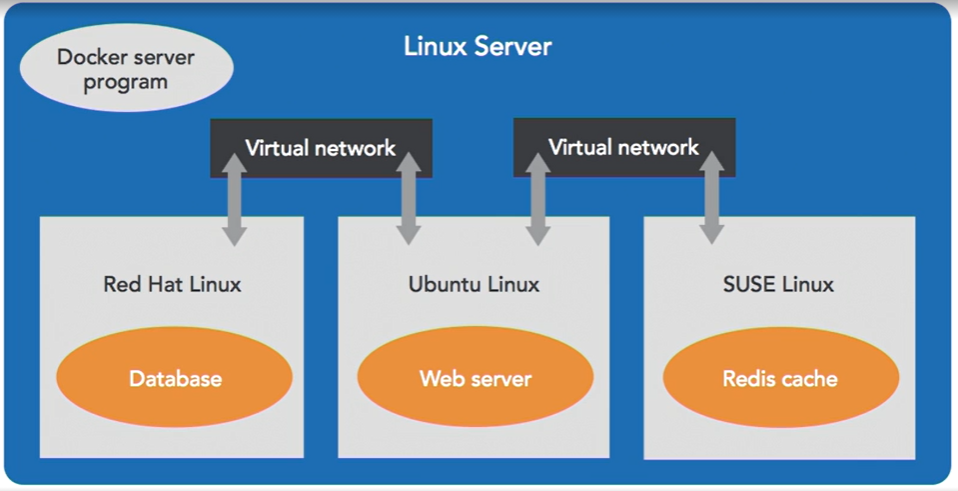 Linux Server
Docker server
program
Virtual network
Virtual network
Red Hat Linux
Ubuntu Linux
SUSE Linux
Database
Web server
Redis cache